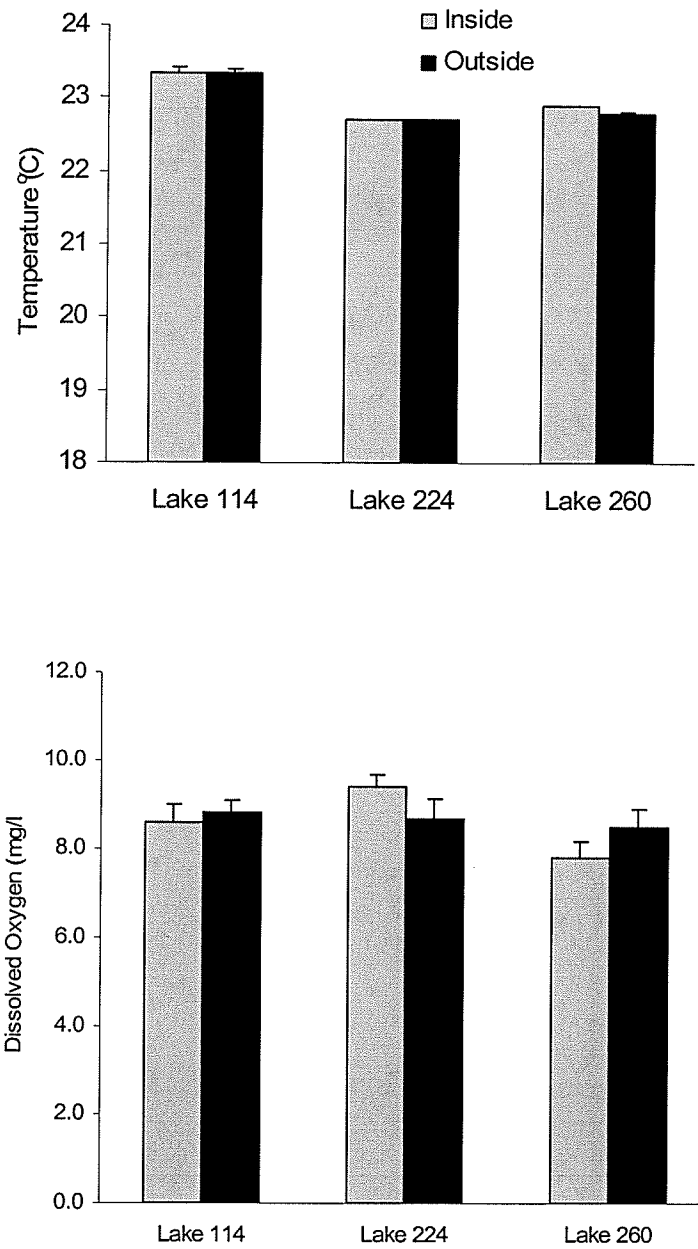 Inside
Outside
Temperature °(C)
24
23
22
21
20
19
18
Lake 114 Lake 224 Lake 260
Dissolved Oxygen (mg/l
12.0
10.0
8.0
6.0
4.0
2.0
0.0
Lake 114 Lake 224 Lake 260